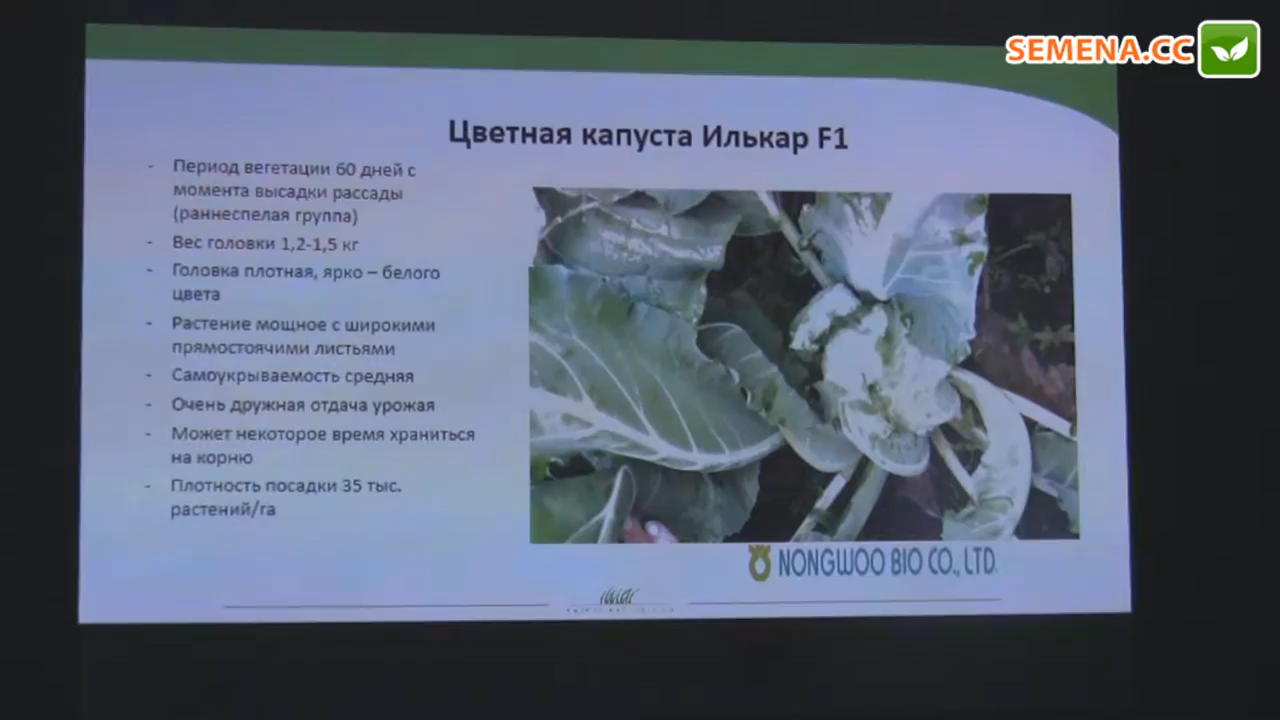 SEMENA.CC
Цветная капуста Илькар F1
- Период вегетации 60 дней с
момента высадки рассады
(раннеспелая группа)
- Вес головки 1,2-1,5 кг
- Головка плотная, ярко – белого
цвета
- Растение мощное с широкими
прямостоячими листьями
- Самоукрываемость средняя
- Очень дружная отдача урожая
- Может некоторое время храниться
на корню
- Плотность посадки 35 тыс.
растений/га
NONGWOO BIO CO., LTD.